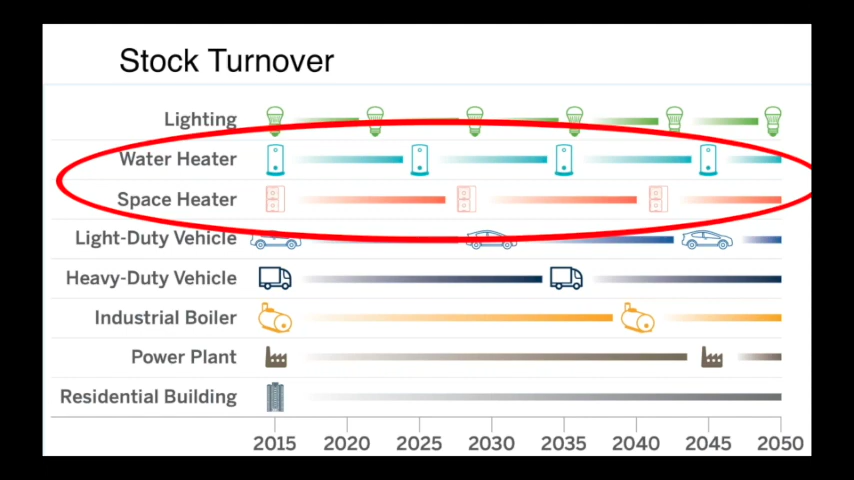 Stock Turnover
Lighting
Water Heater
Space Heater
Light-Duty Vehicle
Heavy-Duty Vehicle
Industrial Boiler
Power Plant
Residential Building
2015 2020 2025 2030 2035 2040 2045 2050